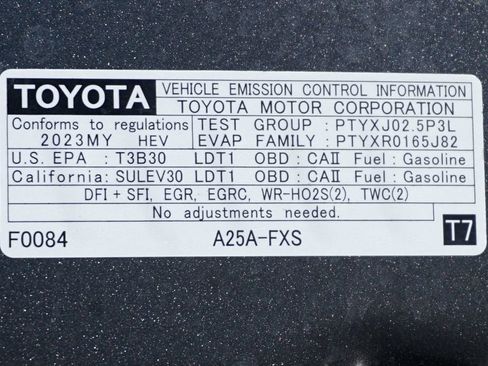 TOYOTA VEHICLE EMISSION CONTROL INFORMATION
TOYOTA MOTOR CORPORATION
Conforms to regulations TEST GROUP : PTYXJ02.5P3L
2023MY HEV EVAP FAMILY : PTYXR0165J82
U.S. EPA : T3B30 LDT1 OBD : CAII Fuel : Gasoline
California: SULEV30 LDT1 OBD : CAII Fuel : Gasoline
DFI + SFI, EGR, EGRC, WR-HO2S(2), TWC(2)
No adjustments needed.
F0084 A25A-FXS T7